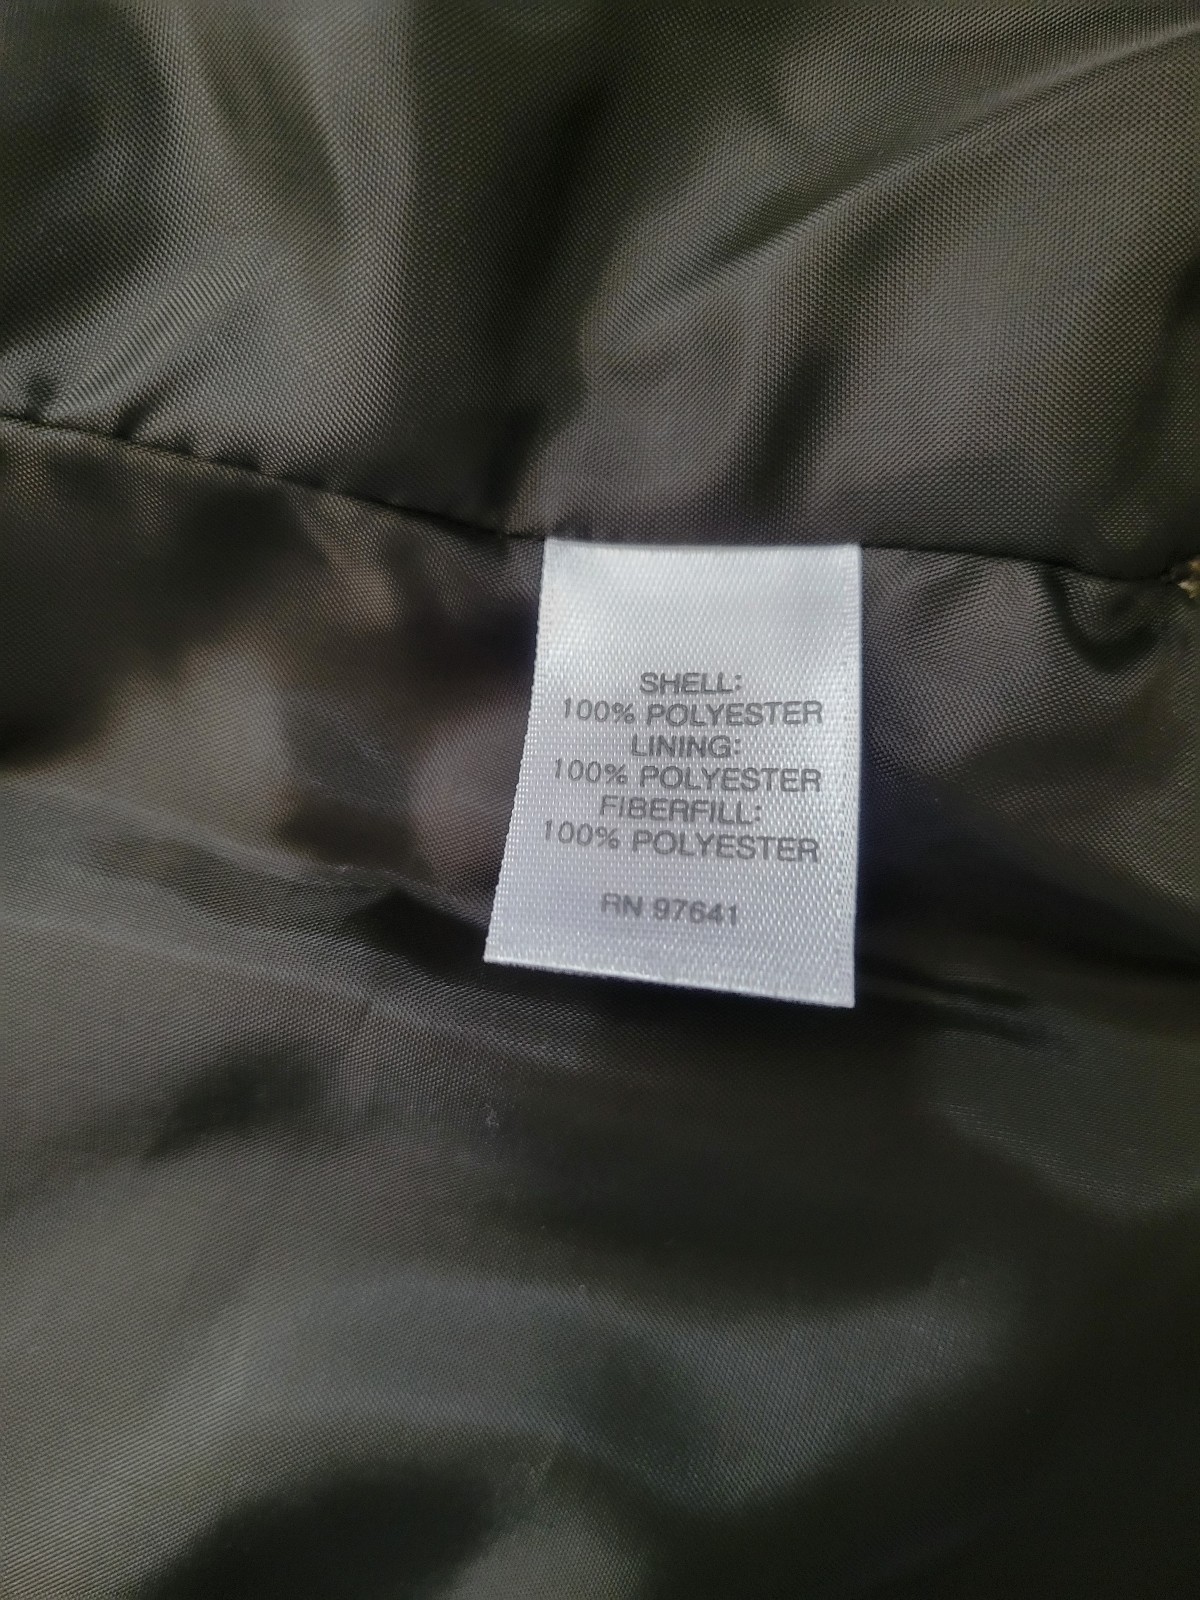 SHELL:
100% POLYESTER
LINING:
100% POLYESTER
FIBERFILL:
100% POLYESTER
RN 97641